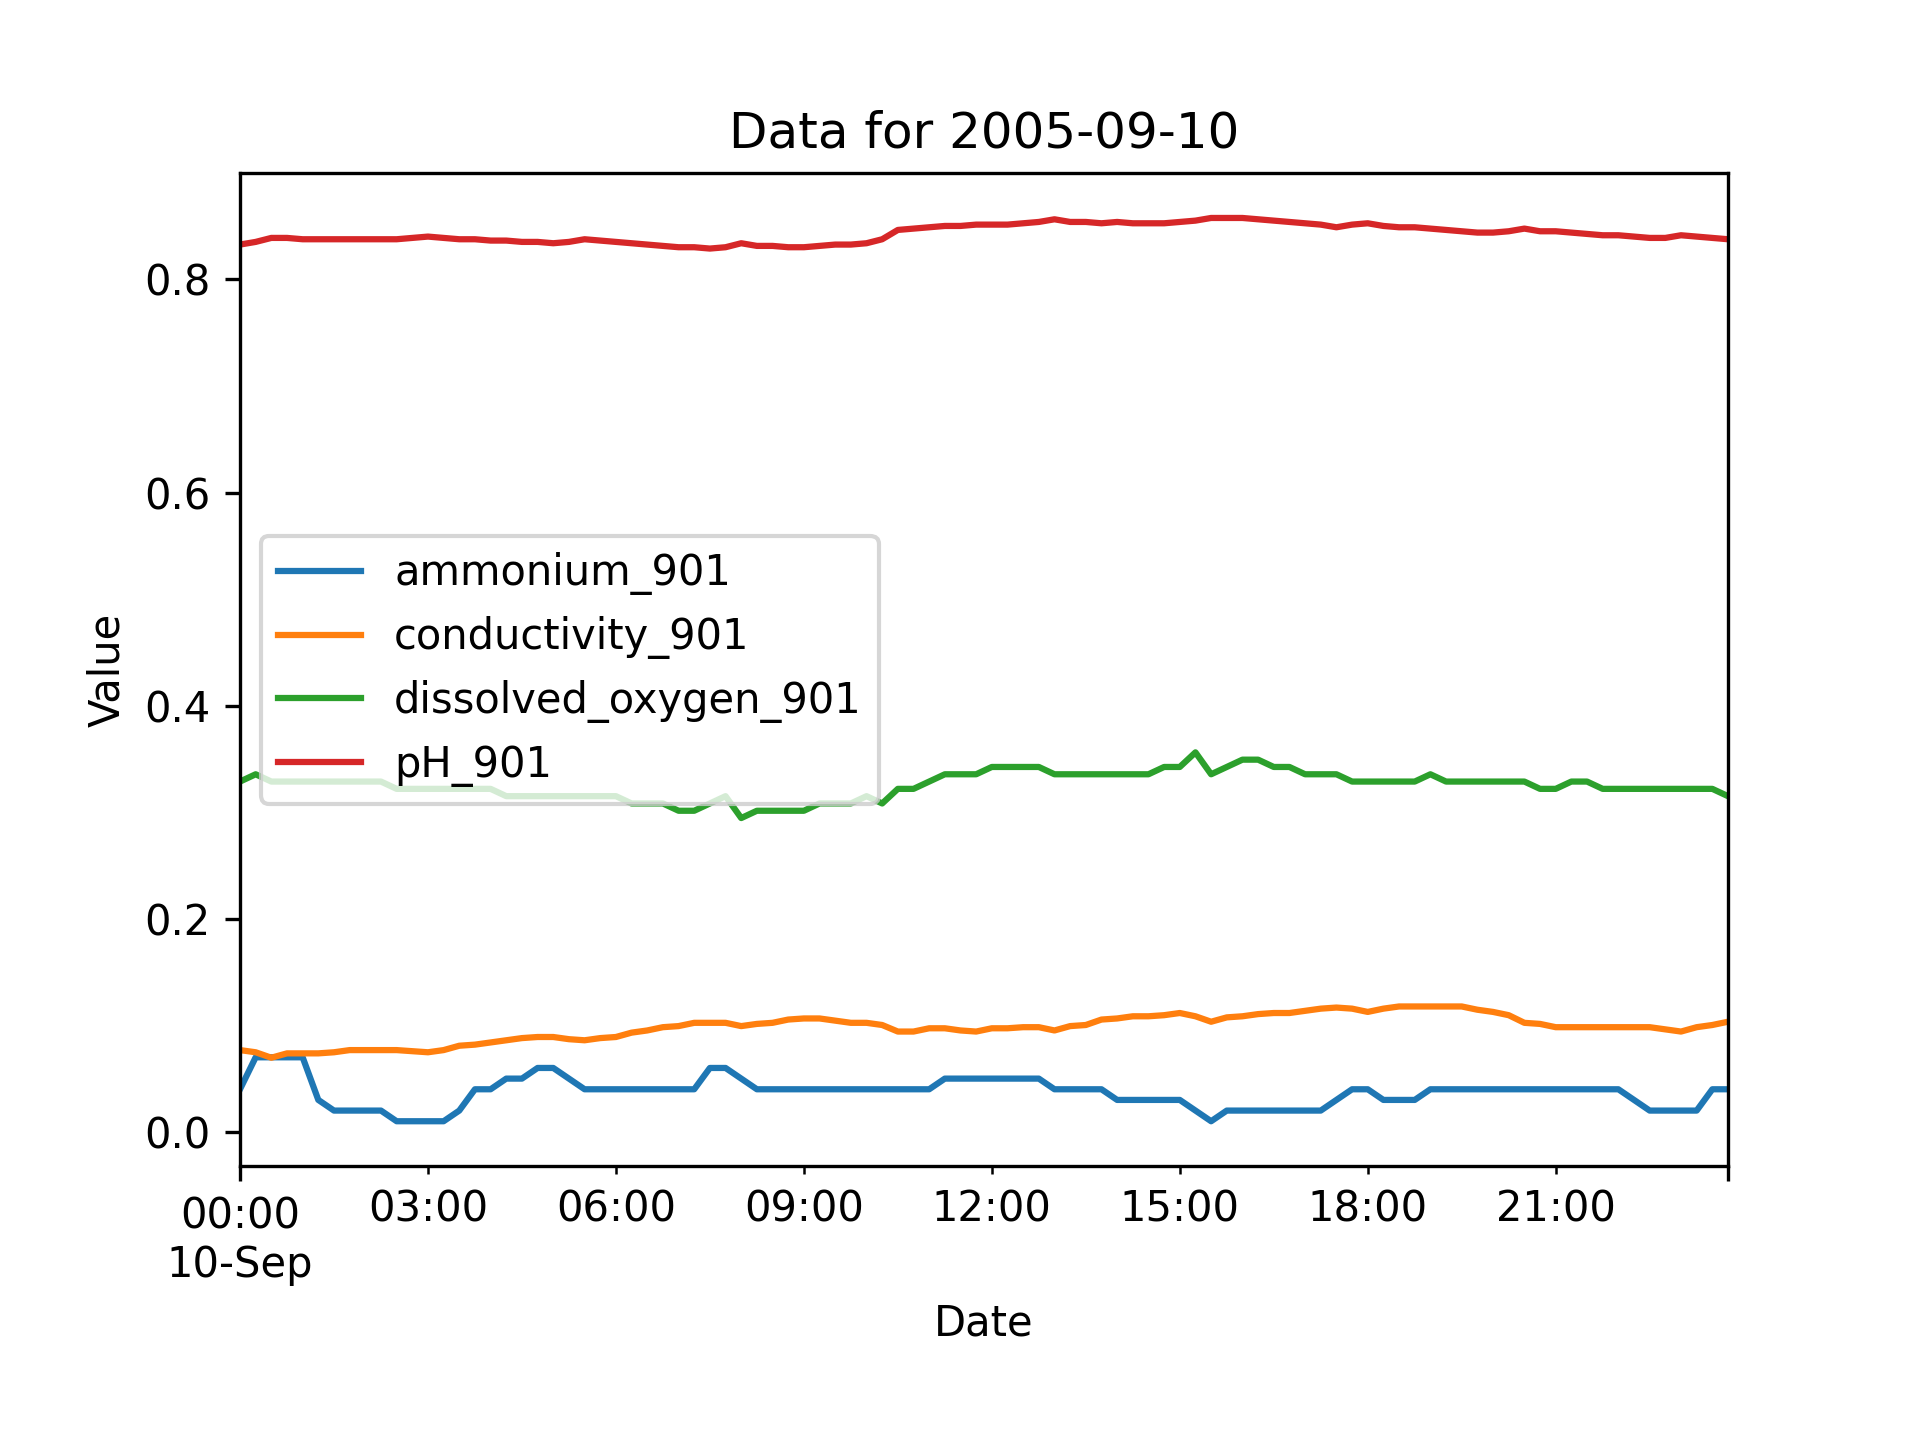 Data for 2005-09-10
Value
0.8
0.6
0.4
0.2
0.0
ammonium_901
conductivity_901
dissolved_oxygen_901
pH_901
00:00 03:00 06:00 09:00 12:00 15:00 18:00 21:00
10-Sep
Date